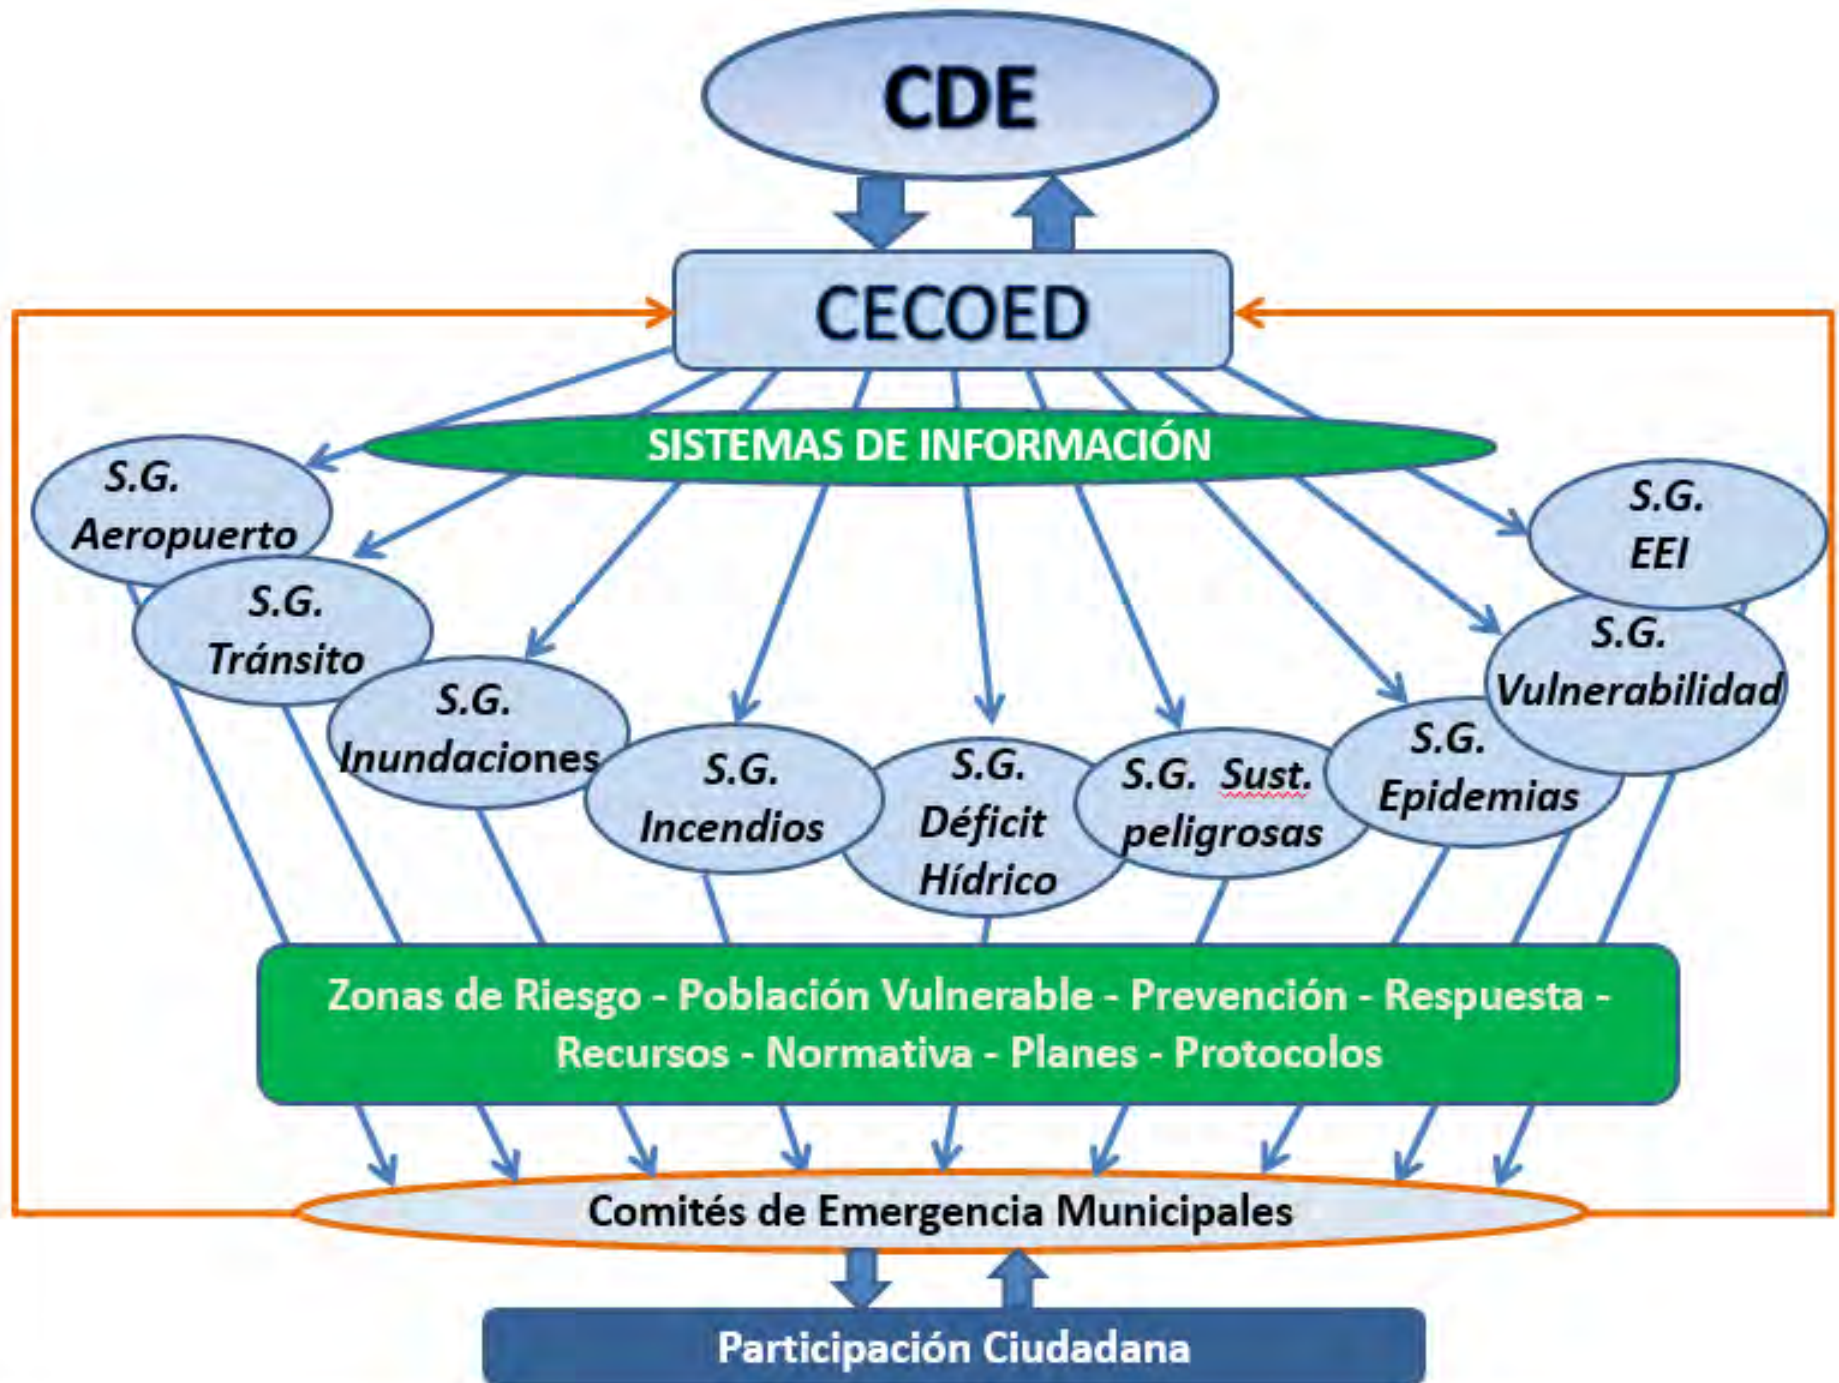 CDE
CECOED
SISTEMAS DE INFORMACIÓN
S.G.
Aeropuerto
S.G.
Tránsito
S.G.
Inundaciones
S.G.
Incendios
S.G.
Déficit
Hídrico
S.G. Sust.
peligrosas
S.G.
Epidemias
S.G.
Vulnerabilidad
S.G.
EEI
Zonas de Riesgo - Población Vulnerable - Prevención - Respuesta -
Recursos - Normativa - Planes - Protocolos
Comités de Emergencia Municipales
Participación Ciudadana